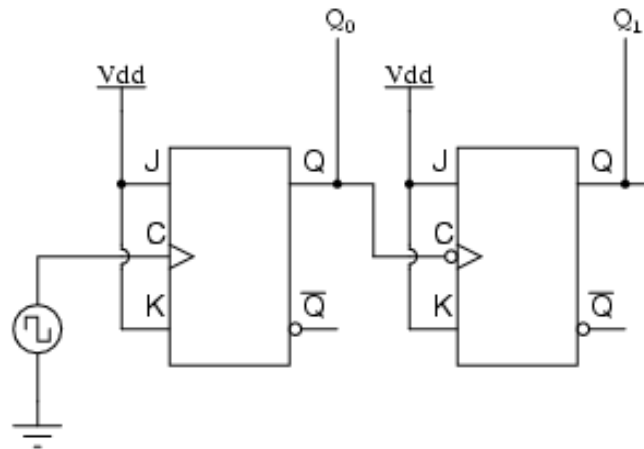 Q₀ Q₁
Vdd Vdd
J Q J Q
C C
K Q̅ K Q̅